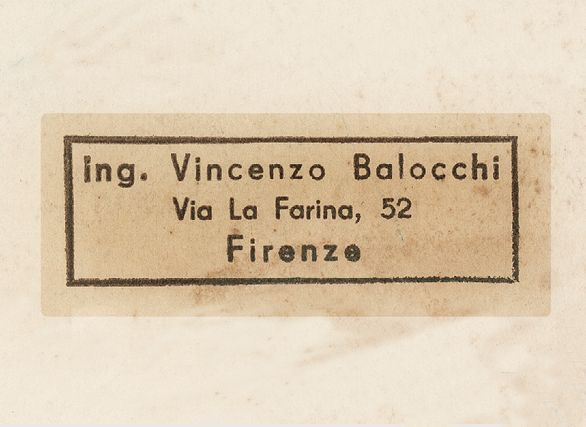 Ing. Vincenzo Balocchi
Via La Farina, 52
Firenze